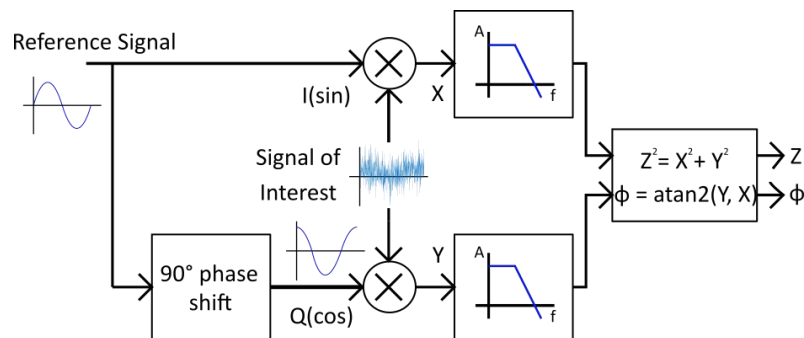 Reference Signal
I(sin)
X
A
f
Signal of
Interest
Z² = X² + Y²
ϕ = atan2(Y, X)
Z
ϕ
90° phase
shift
Q(cos)
Y
A
f